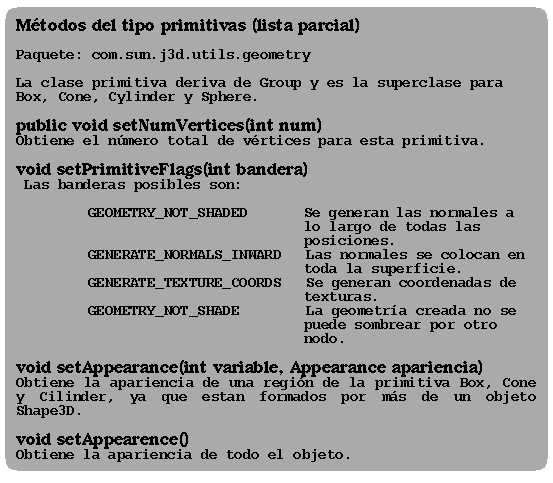 Métodos del tipo primitivas (lista parcial)
Paquete: com.sun.j3d.utils.geometry
La clase primitiva deriva de Group y es la superclase para
Box, Cone, Cylinder y Sphere.
public void setNumVertices(int num)
Obtiene el número total de vértices para esta primitiva.
void setPrimitiveFlags(int bandera)
Las banderas posibles son:
GEOMETRY_NOT_SHADED Se generan las normales a
lo largo de todas las
posiciones.
GENERATE_NORMALS_INWARD Las normales se colocan en
toda la superficie.
GENERATE_TEXTURE_COORDS Se generan coordenadas de
texturas.
GEOMETRY_NOT_SHADE La geometría creada no se
puede sombrear por otro
nodo.
void setAppearance(int variable, Appearance apariencia)
Obtiene la apariencia de una región de la primitiva Box, Cone
y Cilinder, ya que estan formados por más de un objeto
Shape3D.
void setAppearence()
Obtiene la apariencia de todo el objeto.